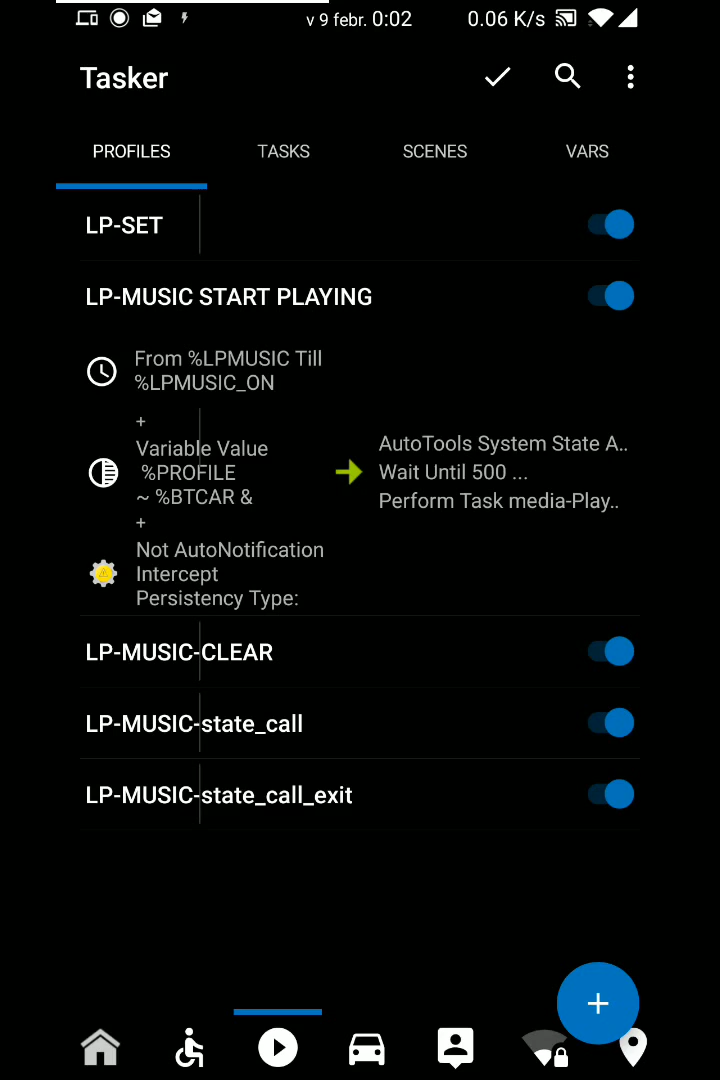 v 9 febr. 0:02
0.06 K/s
Tasker
PROFILES
TASKS
SCENES
VARS
LP-SET
LP-MUSIC START PLAYING
From %LPMUSIC Till
%LPMUSIC_ON
+
Variable Value
%PROFILE
~ %BTCAR &
+
Not AutoNotification
Intercept
Persistency Type:
AutoTools System State A..
Wait Until 500 ...
Perform Task media-Play..
LP-MUSIC-CLEAR
LP-MUSIC-state_call
LP-MUSIC-state_call_exit
+